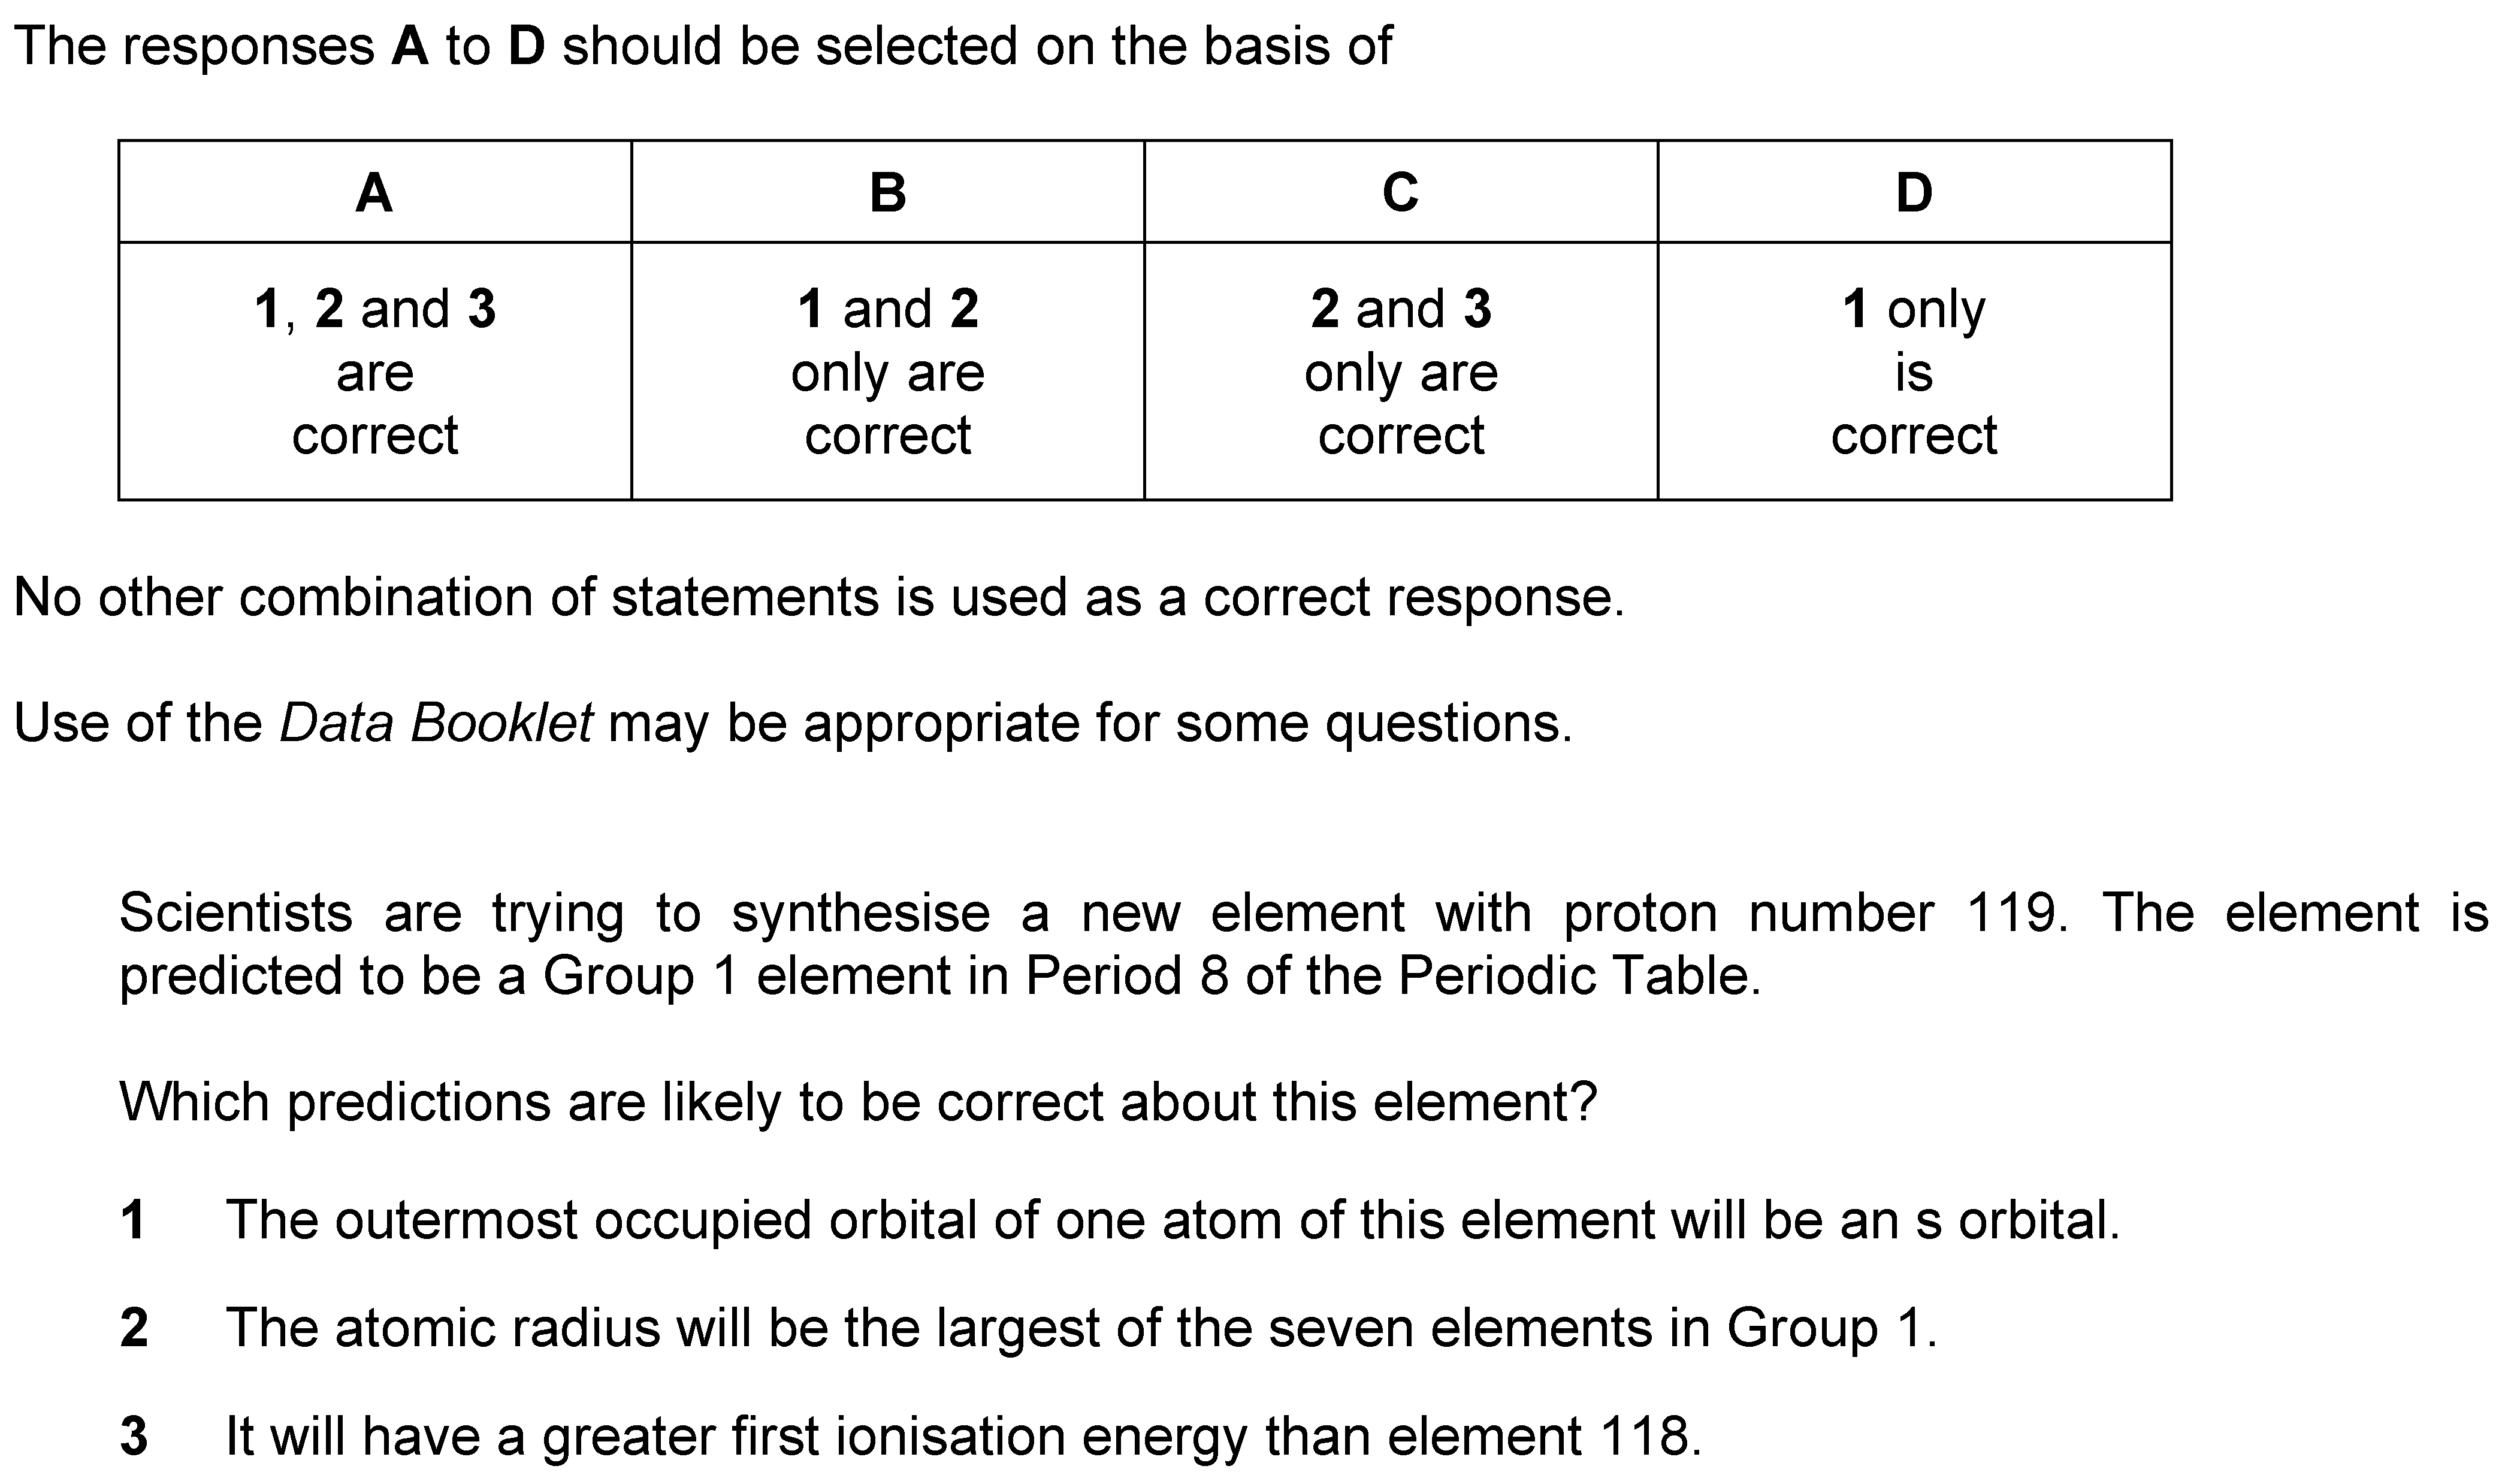 The responses A to D should be selected on the basis of
A B C D
1, 2 and 3 1 and 2 2 and 3 1 only
are only are only are is
correct correct correct correct
No other combination of statements is used as a correct response.
Use of the Data Booklet may be appropriate for some questions.
Scientists are trying to synthesise a new element with proton number 119. The element is
predicted to be a Group 1 element in Period 8 of the Periodic Table.
Which predictions are likely to be correct about this element?
1 The outermost occupied orbital of one atom of this element will be an s orbital.
2 The atomic radius will be the largest of the seven elements in Group 1.
3 It will have a greater first ionisation energy than element 118.